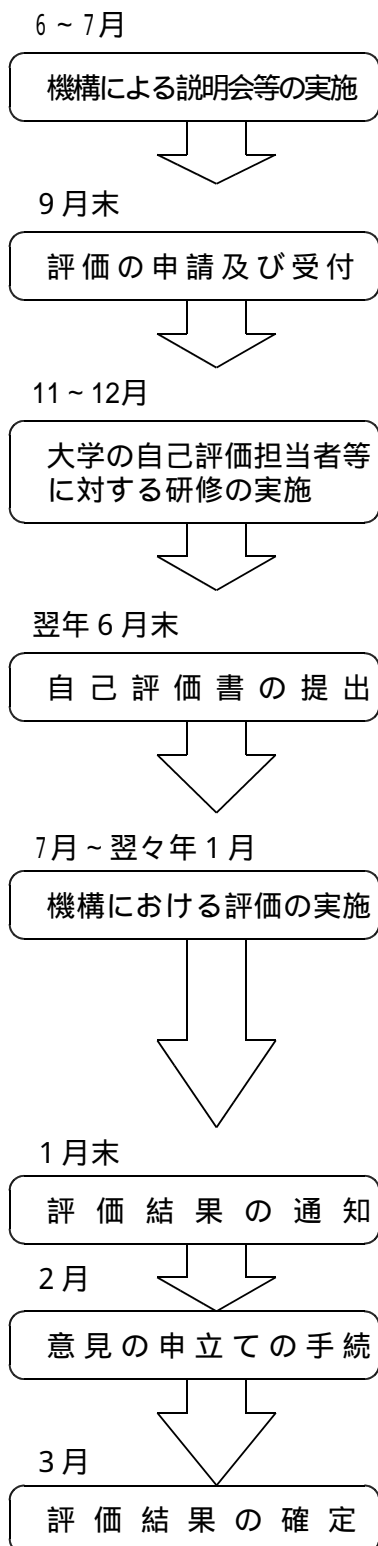 6~7月
機構による説明会等の実施
9月末
評価の申請及び受付
11~12月
大学の自己評価担当者等
に対する研修の実施
翌年6月末
自己評価書の提出
7月~翌々年1月
機構における評価の実施
1月末
評価結果の通知
2月
意見の申立ての手続
3月
評価結果の確定